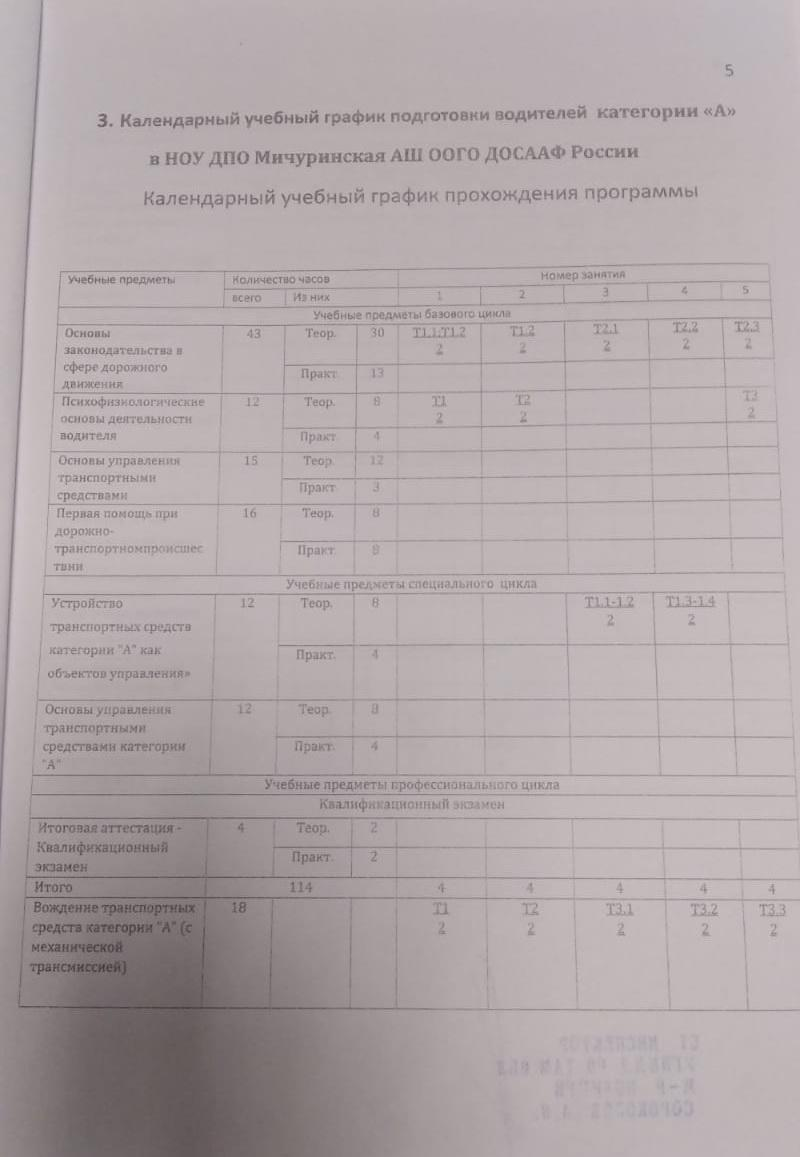 5
3. Календарный учебный график подготовки водителей категории «А»
в НОУ ДПО Мичуринская АШ ООГО ДОСААФ России
Календарный учебный график прохождения программы
Учебные предметы Количество часов Номер занятия
всего Из них 1 2 3 4 5
Учебные предметы базового цикла
Основы 43 Теор. 30 Т1.1;Т1.2 Т1.2 Т2.1 Т2.2 Т2.3
законодательства в 2 2 2 2 2
сфере дорожного
движения Практ. 13
Психофизиологические 12 Теор. 8 Т1 Т2 Т3
основы деятельности 2 2 2
водителя Практ. 4
Основы управления 15 Теор. 12
транспортными
средствами Практ. 3
Первая помощь при 16 Теор. 8
дорожно-
транспортномпроисшес Практ. 8
твии
Учебные предметы специального цикла
Устройство 12 Теор. 8 Т1.1-1.2 Т1.3-1.4
транспортных средств 2 2
категории "А" как Практ. 4
объектов управления»
Основы управления 12 Теор. 8
транспортными
средствами категории Практ. 4
"А"
Учебные предметы профессионального цикла
Квалификационный экзамен
Итоговая аттестация - 4 Теор. 2
Квалификационный
экзамен Практ. 2
Итого 114 4 4 4 4 4
Вождение транспортных 18 Т1 Т2 Т3.1 Т3.2 Т3.3
средств категории "А" (с 2 2 2 2 2
механической
трансмиссией)
СТ ИНСПЕКТОР